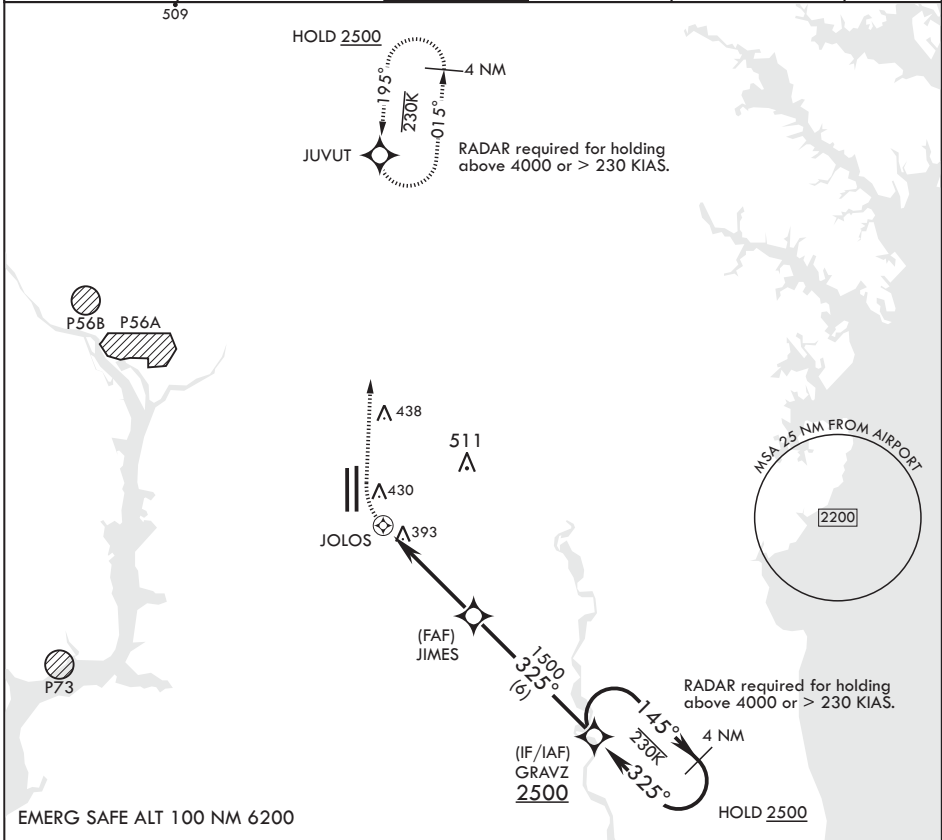 509
HOLD 2500
4 NM
195°
230K
015°
JUVUT
RADAR required for holding
above 4000 or > 230 KIAS.
P56B
P56A
438
511
430
JOLOS
393
MSA 25 NM FROM AIRPORT
2200
(FAF)
JIMES
1500
325°
(6)
P73
RADAR required for holding
above 4000 or > 230 KIAS.
145°
4 NM
230K
325°
(IF/IAF)
GRAVZ
2500
HOLD 2500
EMERG SAFE ALT 100 NM 6200